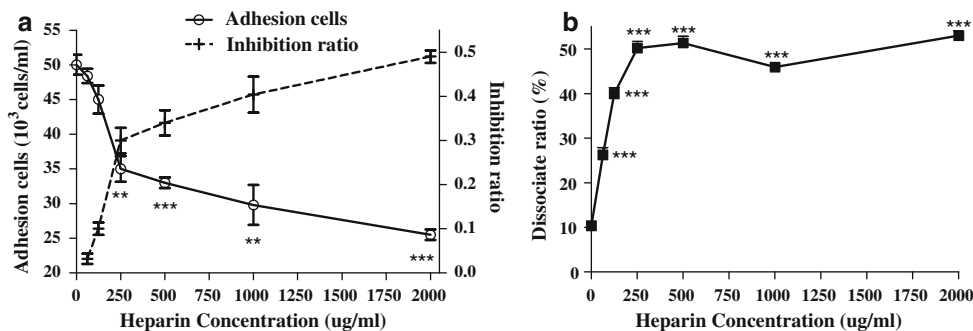 a
Adhesion cells
Inhibition ratio
Adhesion cells (10³ cells/ml)
55
50
45
40
35
30
25
20
0.5
0.4
0.3
0.2
0.1
0.0
Inhibition ratio
**
***
**
***
0 250 500 750 1000 1250 1500 1750 2000
Heparin Concentration (ug/ml)
b
Dissociate ratio (%)
60
50
40
30
20
10
0
***
***
***
***
***
***
0 250 500 750 1000 1250 1500 1750 2000
Heparin Concentration (ug/ml)